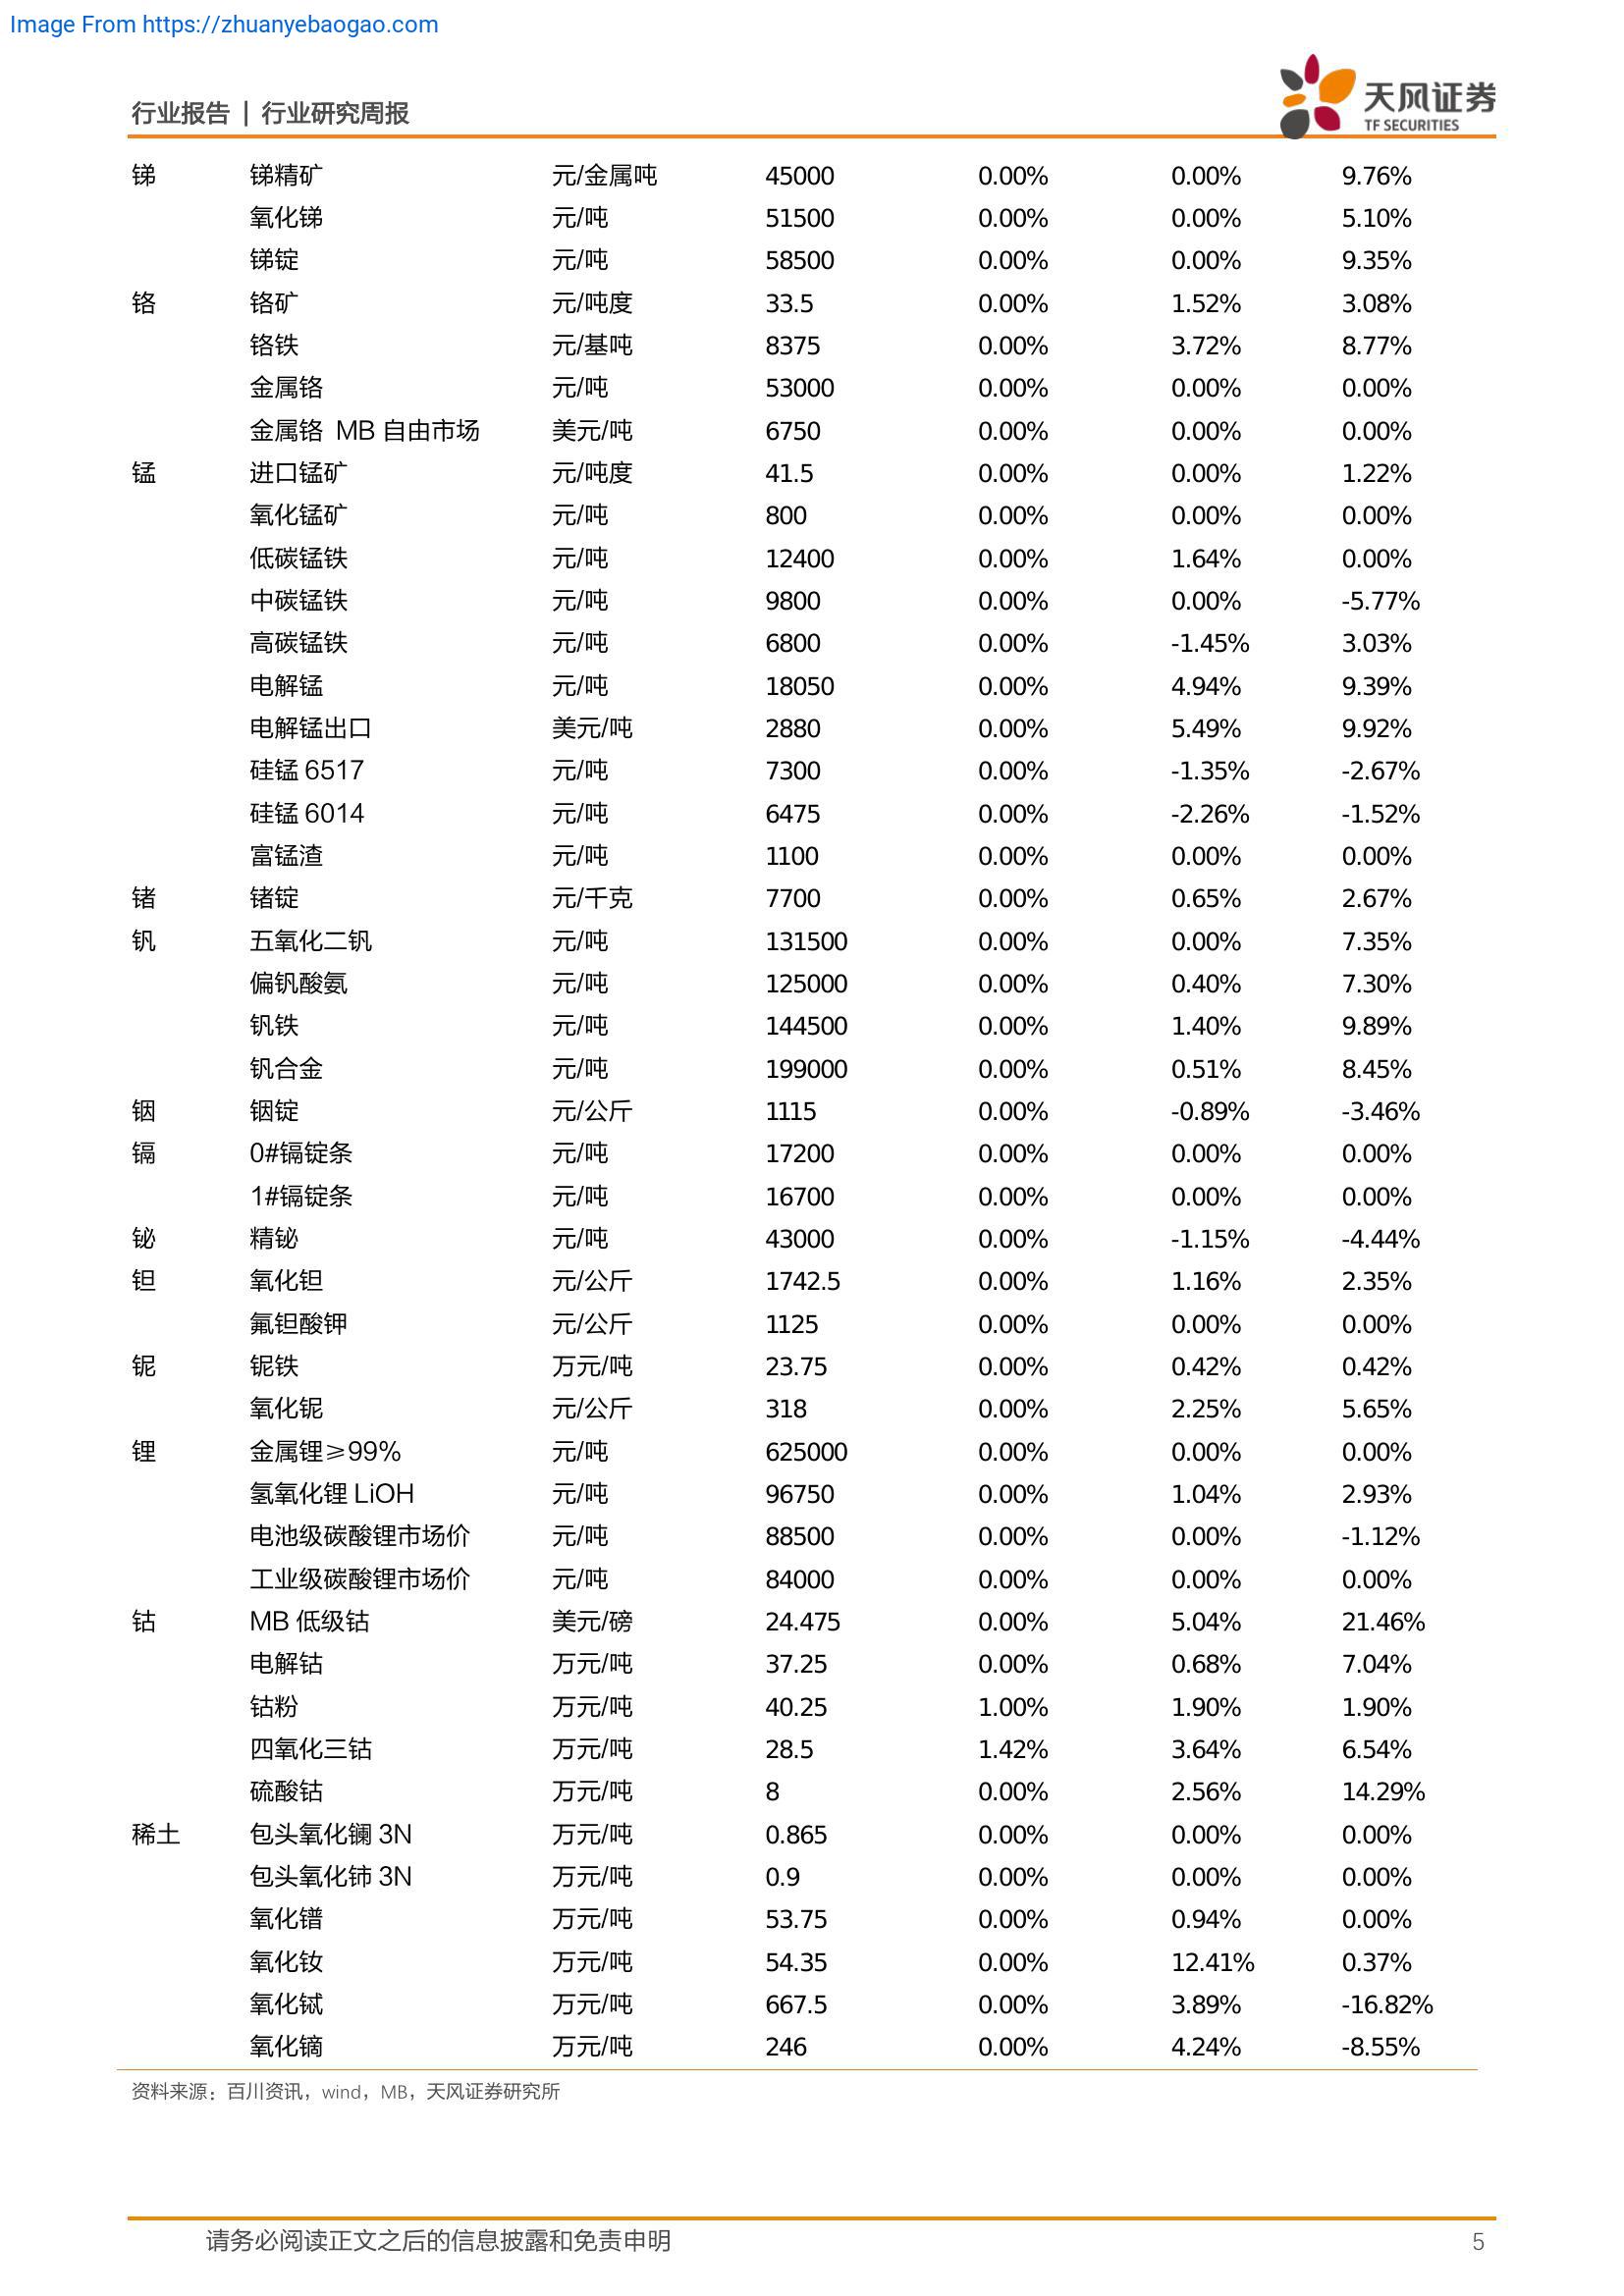 Image From https://zhuanyebaogao.com
行业报告 | 行业研究周报
天风证券
TF SECURITIES
锑 锑精矿 元/金属吨 45000 0.00% 0.00% 9.76%
氧化锑 元/吨 51500 0.00% 0.00% 5.10%
锑锭 元/吨 58500 0.00% 0.00% 9.35%
铬 铬矿 元/吨度 33.5 0.00% 1.52% 3.08%
铬铁 元/基吨 8375 0.00% 3.72% 8.77%
金属铬 元/吨 53000 0.00% 0.00% 0.00%
金属铬 MB 自由市场 美元/吨 6750 0.00% 0.00% 0.00%
锰 进口锰矿 元/吨度 41.5 0.00% 0.00% 1.22%
氧化锰矿 元/吨 800 0.00% 0.00% 0.00%
低碳锰铁 元/吨 12400 0.00% 1.64% 0.00%
中碳锰铁 元/吨 9800 0.00% 0.00% -5.77%
高碳锰铁 元/吨 6800 0.00% -1.45% 3.03%
电解锰 元/吨 18050 0.00% 4.94% 9.39%
电解锰出口 美元/吨 2880 0.00% 5.49% 9.92%
硅锰 6517 元/吨 7300 0.00% -1.35% -2.67%
硅锰 6014 元/吨 6475 0.00% -2.26% -1.52%
富锰渣 元/吨 1100 0.00% 0.00% 0.00%
锗 锗锭 元/千克 7700 0.00% 0.65% 2.67%
钒 五氧化二钒 元/吨 131500 0.00% 0.00% 7.35%
偏钒酸氨 元/吨 125000 0.00% 0.40% 7.30%
钒铁 元/吨 144500 0.00% 1.40% 9.89%
钒合金 元/吨 199000 0.00% 0.51% 8.45%
铟 铟锭 元/公斤 1115 0.00% -0.89% -3.46%
镉 0#镉锭条 元/吨 17200 0.00% 0.00% 0.00%
1#镉锭条 元/吨 16700 0.00% 0.00% 0.00%
铋 精铋 元/吨 43000 0.00% -1.15% -4.44%
钽 氧化钽 元/公斤 1742.5 0.00% 1.16% 2.35%
氟钽酸钾 元/公斤 1125 0.00% 0.00% 0.00%
铌 铌铁 万元/吨 23.75 0.00% 0.42% 0.42%
氧化铌 元/公斤 318 0.00% 2.25% 5.65%
锂 金属锂≥99% 元/吨 625000 0.00% 0.00% 0.00%
氢氧化锂 LiOH 元/吨 96750 0.00% 1.04% 2.93%
电池级碳酸锂市场价 元/吨 88500 0.00% 0.00% -1.12%
工业级碳酸锂市场价 元/吨 84000 0.00% 0.00% 0.00%
钴 MB 低级钴 美元/磅 24.475 0.00% 5.04% 21.46%
电解钴 万元/吨 37.25 0.00% 0.68% 7.04%
钴粉 万元/吨 40.25 1.00% 1.90% 1.90%
四氧化三钴 万元/吨 28.5 1.42% 3.64% 6.54%
硫酸钴 万元/吨 8 0.00% 2.56% 14.29%
稀土 包头氧化镧 3N 万元/吨 0.865 0.00% 0.00% 0.00%
包头氧化铈 3N 万元/吨 0.9 0.00% 0.00% 0.00%
氧化镨 万元/吨 53.75 0.00% 0.94% 0.00%
氧化钕 万元/吨 54.35 0.00% 12.41% 0.37%
氧化铽 万元/吨 667.5 0.00% 3.89% -16.82%
氧化镝 万元/吨 246 0.00% 4.24% -8.55%
资料来源：百川资讯，wind，MB，天风证券研究所
请务必阅读正文之后的信息披露和免责申明 5